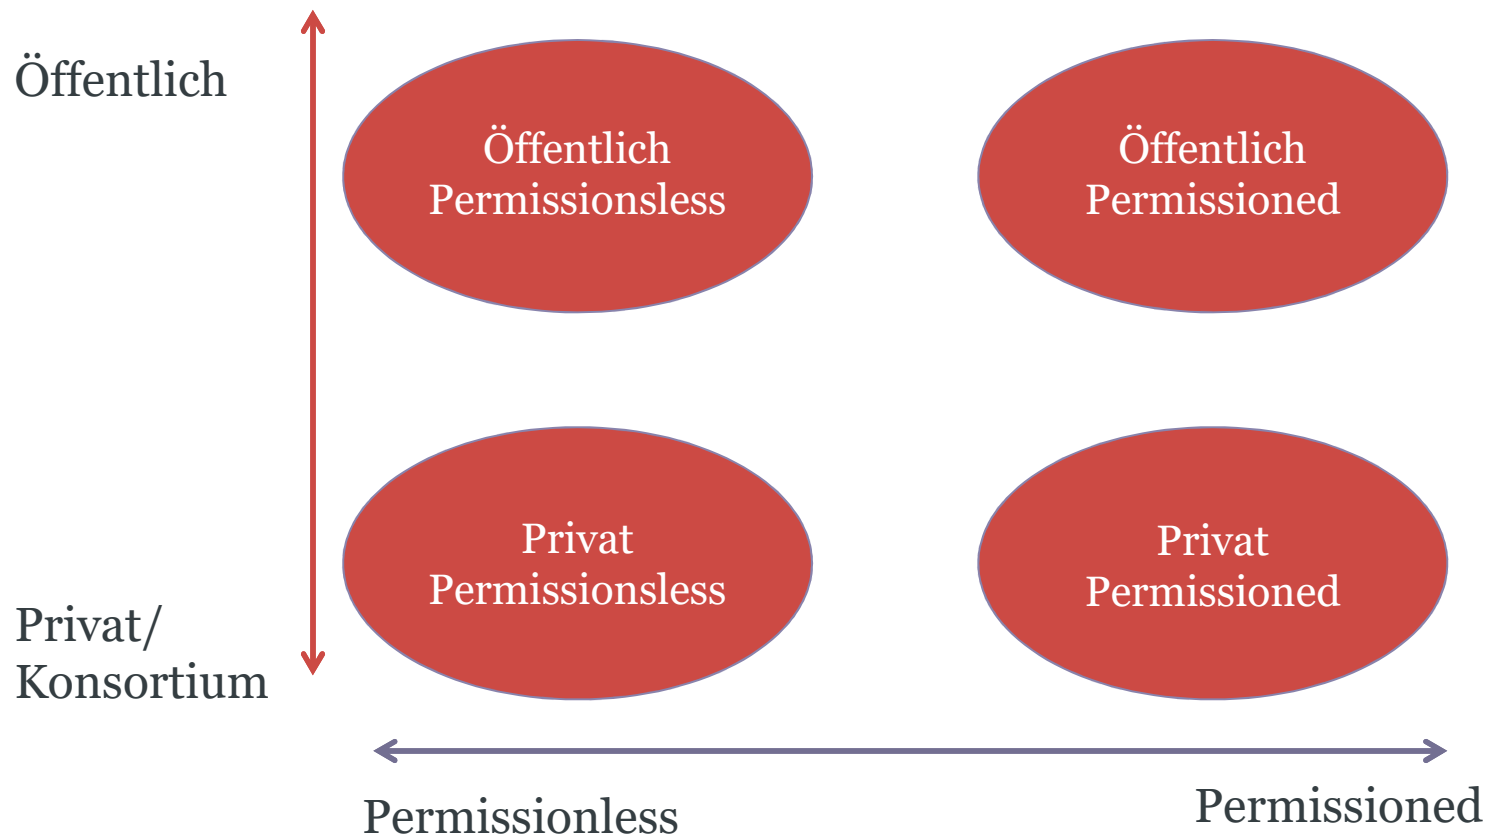 Öffentlich
Öffentlich
Permissionsless
Öffentlich
Permissioned
Privat
Permissionsless
Privat
Permissioned
Privat/
Konsortium
Permissionless
Permissioned